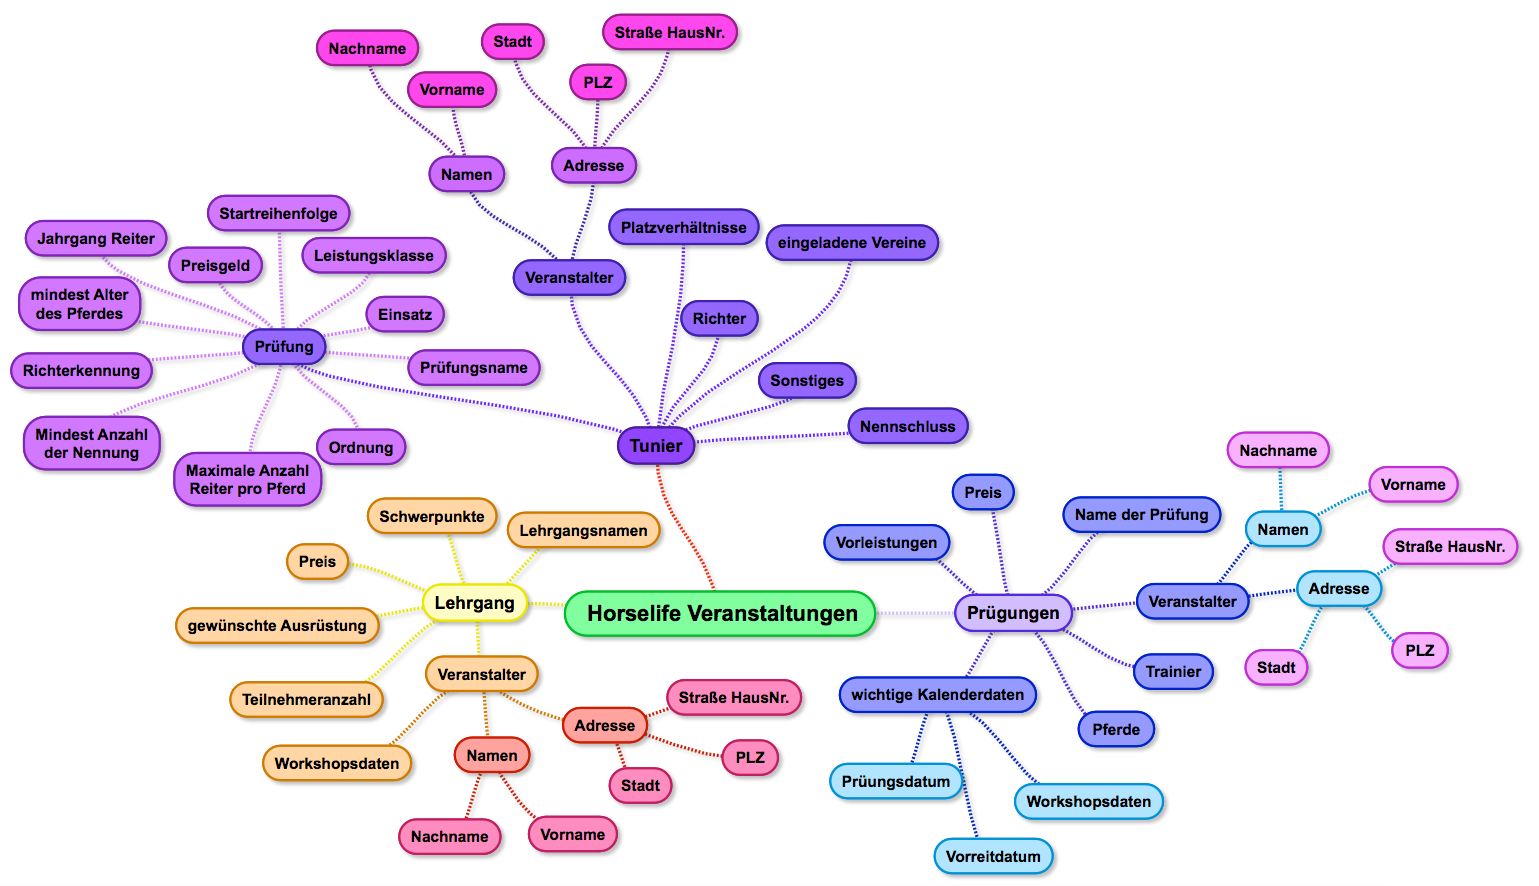 Straße HausNr.
Stadt
Nachname
PLZ
Vorname
Adresse
Namen
Startreihenfolge
Platzverhältnisse
Jahrgang Reiter
eingeladene Vereine
Leistungsklasse
Preisgeld
Veranstalter
mindest Alter
des Pferdes
Einsatz
Richter
Prüfung
Prüfungsname
Richterkennung
Sonstiges
Nennschluss
Mindest Anzahl
der Nennung
Ordnung
Tunier
Maximale Anzahl
Reiter pro Pferd
Nachname
Vorname
Preis
Schwerpunkte
Name der Prüfung
Lehrgangsnamen
Namen
Vorleistungen
Straße HausNr.
Preis
Adresse
Lehrgang
Veranstalter
Horselife Veranstaltungen
Prügungen
gewünschte Ausrüstung
PLZ
Stadt
Trainier
Veranstalter
wichtige Kalenderdaten
Teilnehmeranzahl
Straße HausNr.
Adresse
Pferde
Namen
PLZ
Workshopsdaten
Prüungsdatum
Stadt
Workshopsdaten
Vorname
Nachname
Vorreitdatum